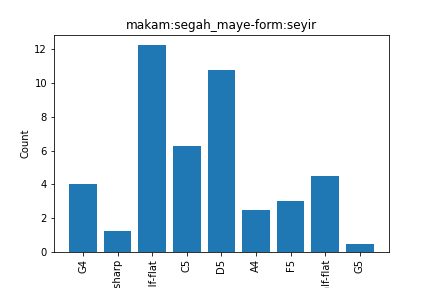 makam:segah_maye-form:seyir
12
10
8
6
4
2
0
Count
G4
sharp
lf-flat
C5
D5
A4
F5
lf-flat
G5